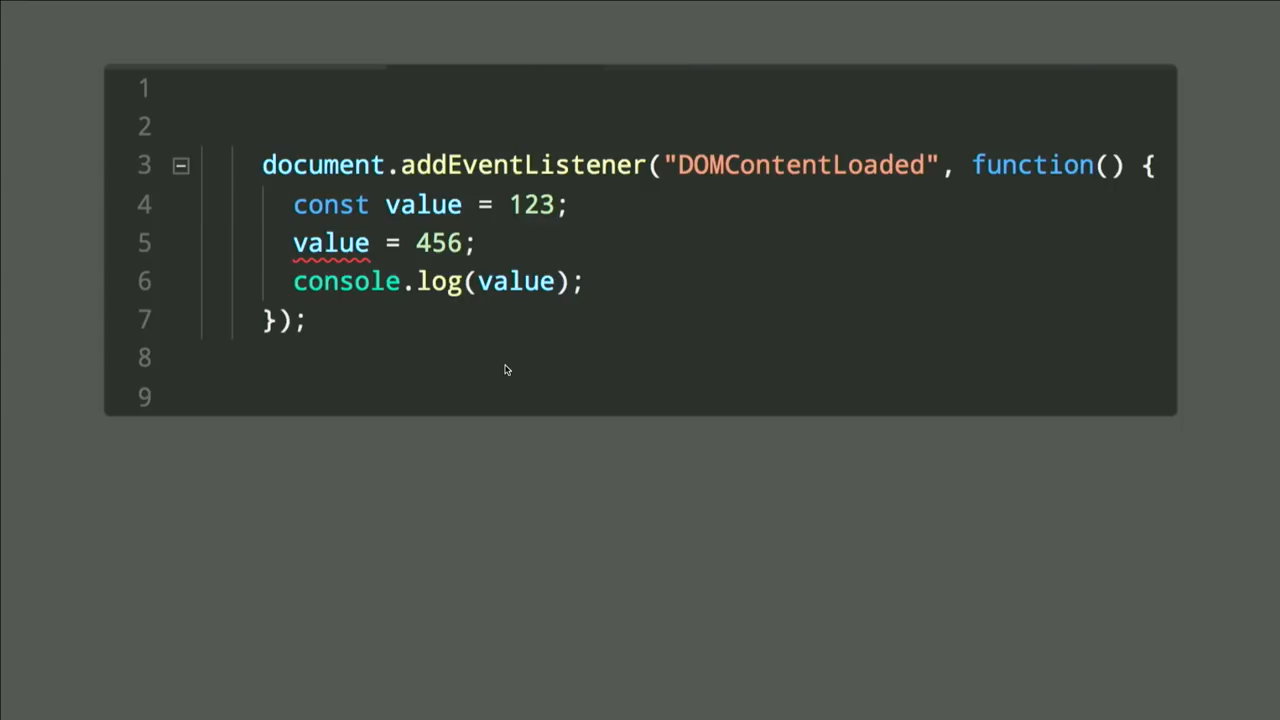 1
2
3 document.addEventListener("DOMContentLoaded", function() {
4 const value = 123;
5 value = 456;
6 console.log(value);
7 });
8
9